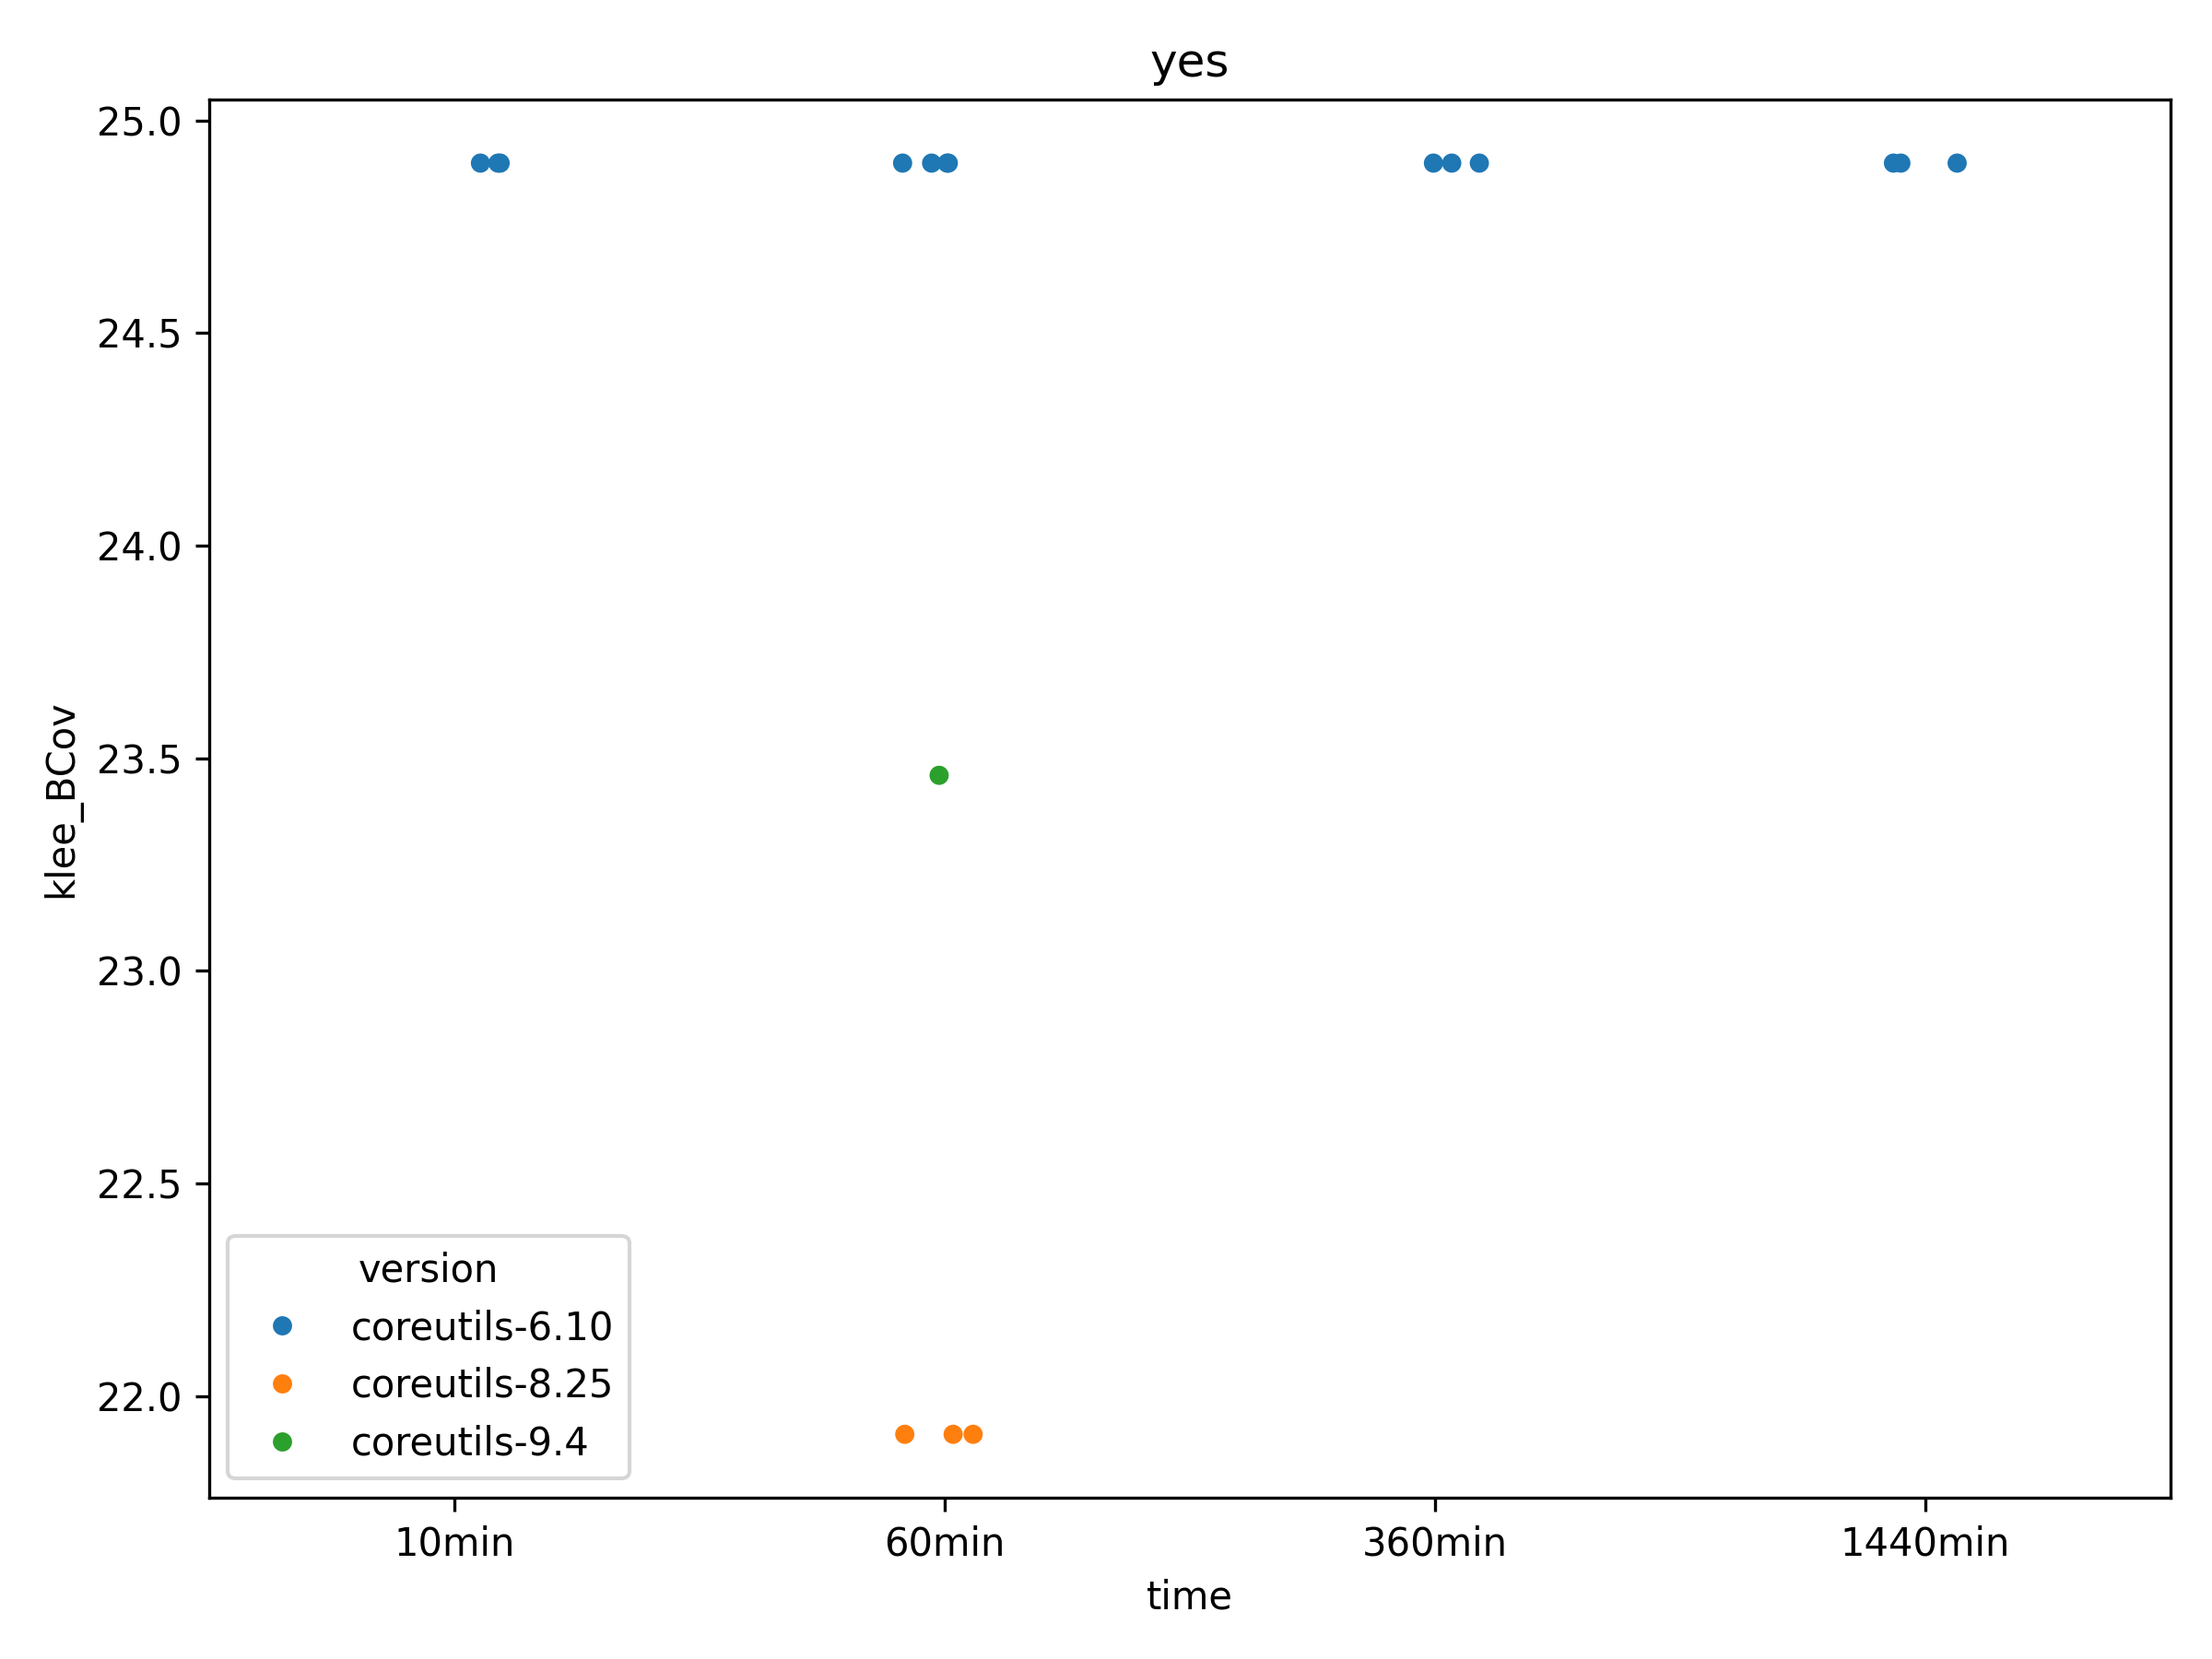 yes
25.0
24.5
24.0
23.5
23.0
22.5
22.0
klee_BCov
version
coreutils-6.10
coreutils-8.25
coreutils-9.4
10min 60min 360min 1440min
time